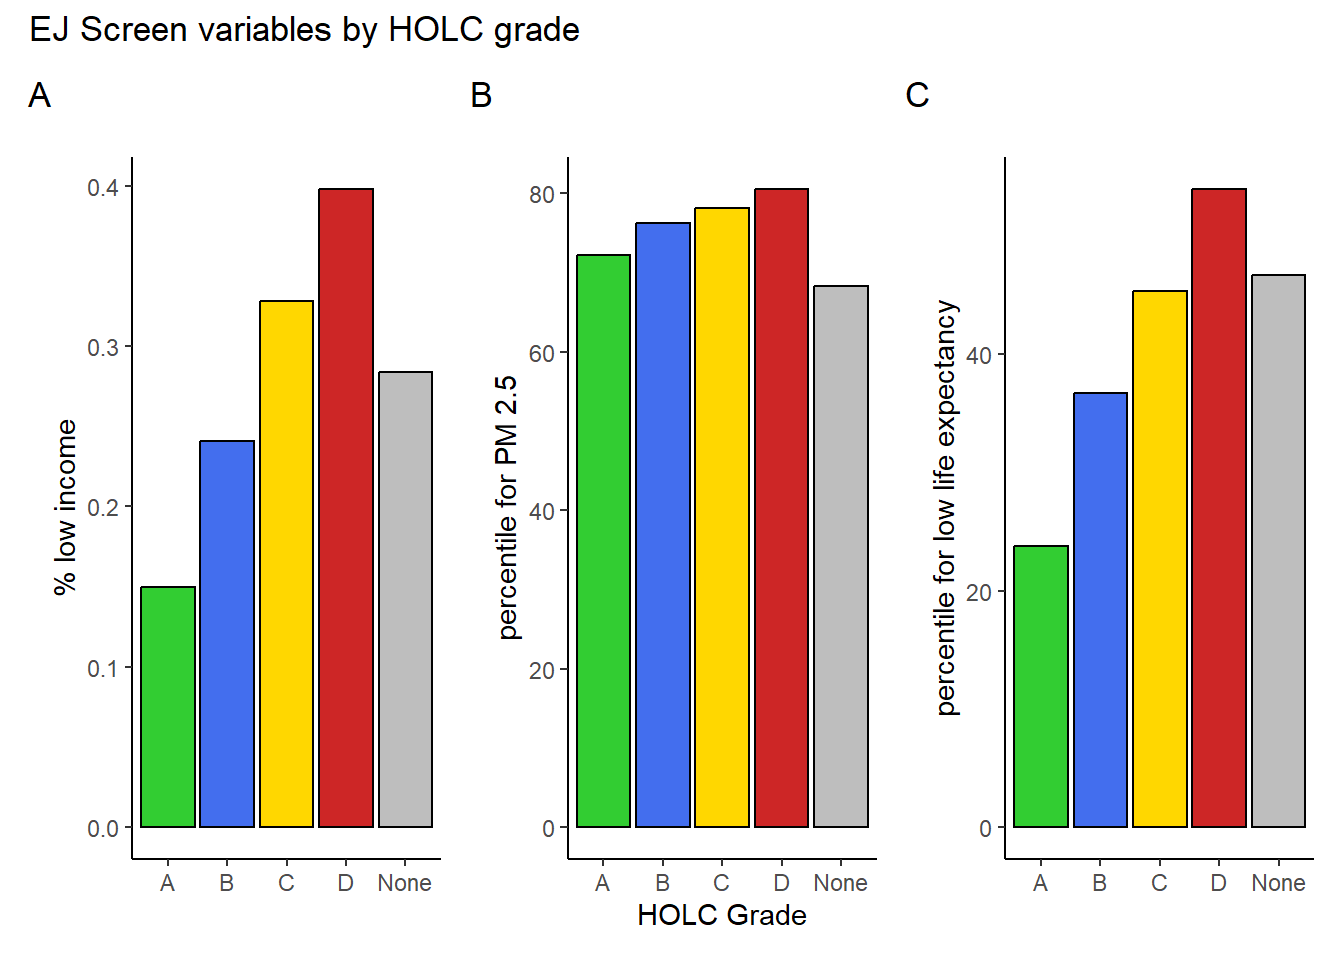 EJ Screen variables by HOLC grade
A
% low income
0.4
0.3
0.2
0.1
0.0
A B C D None
B
percentile for PM 2.5
80
60
40
20
0
A B C D None
HOLC Grade
C
percentile for low life expectancy
40
20
0
A B C D None